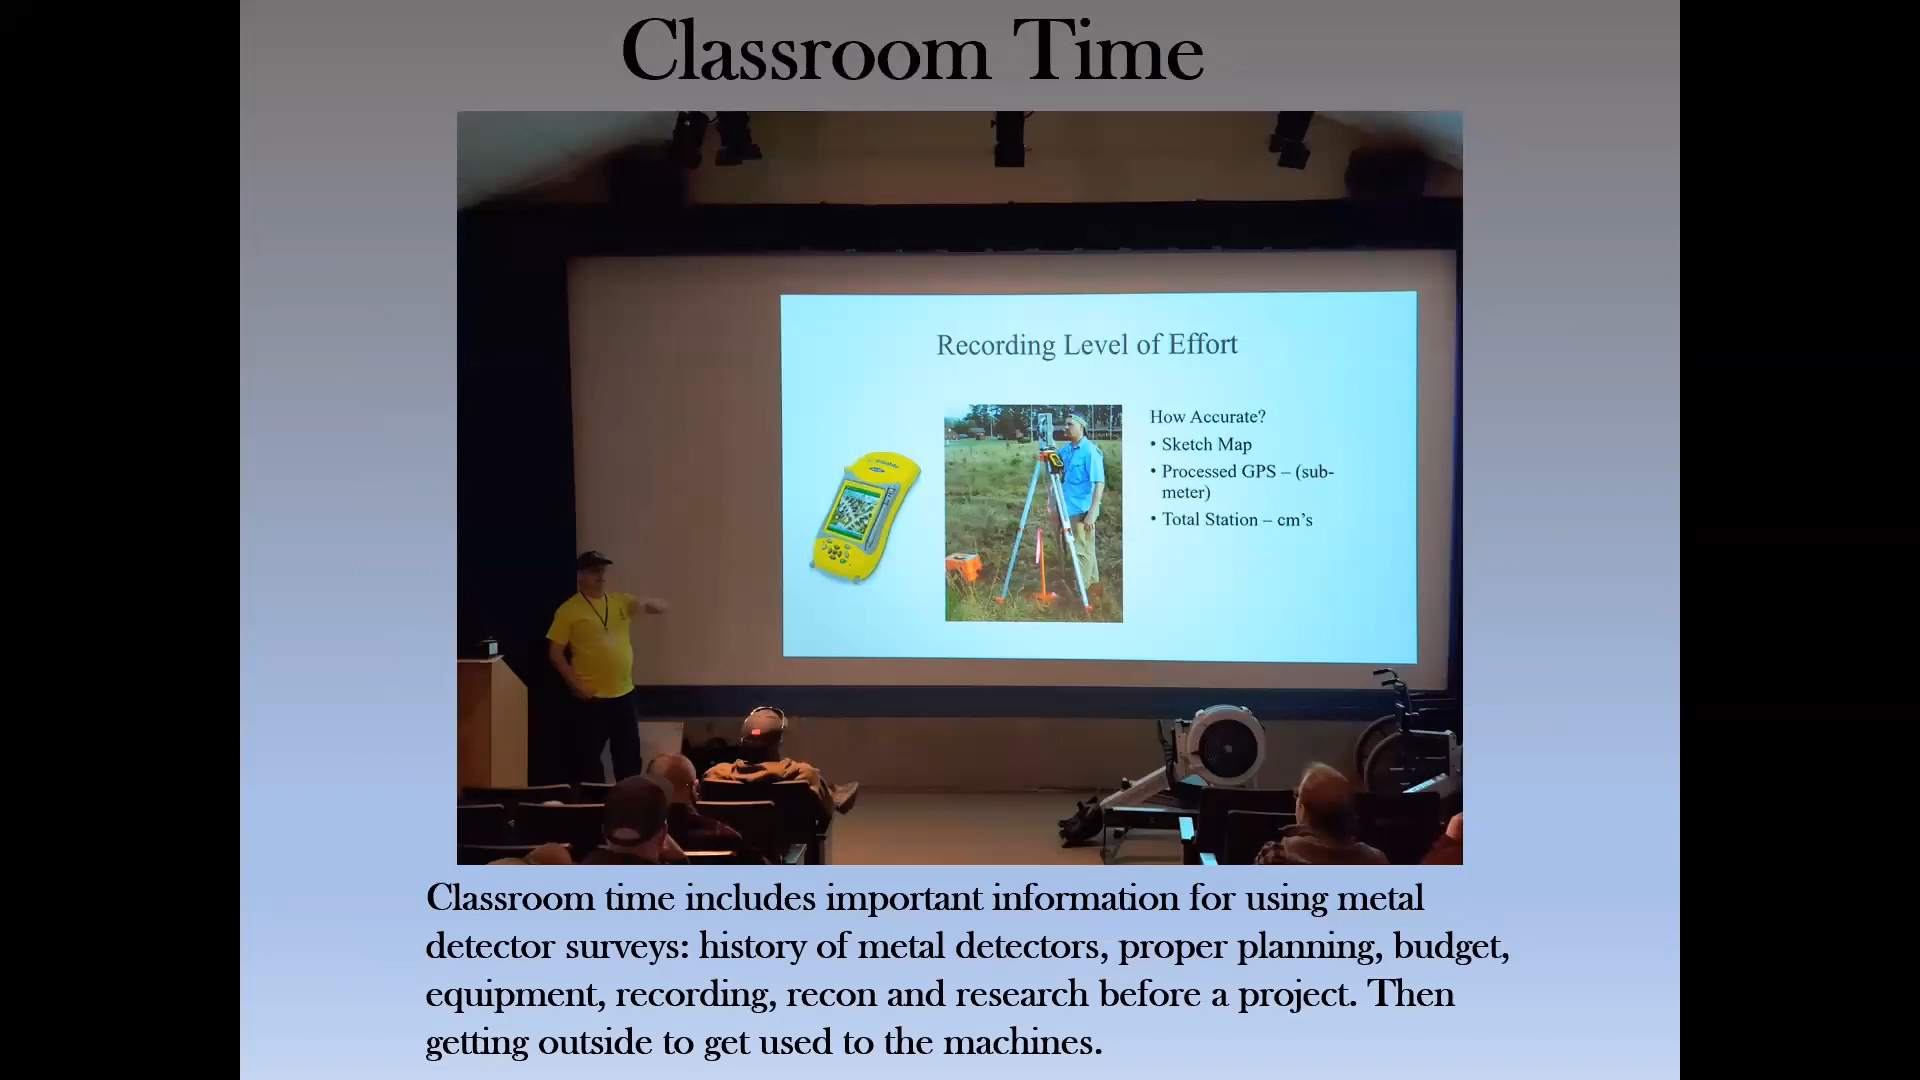 Classroom Time
Recording Level of Effort
How Accurate?
• Sketch Map
• Processed GPS – (sub-
meter)
• Total Station – cm's
Classroom time includes important information for using metal
detector surveys: history of metal detectors, proper planning, budget,
equipment, recording, recon and research before a project. Then
getting outside to get used to the machines.